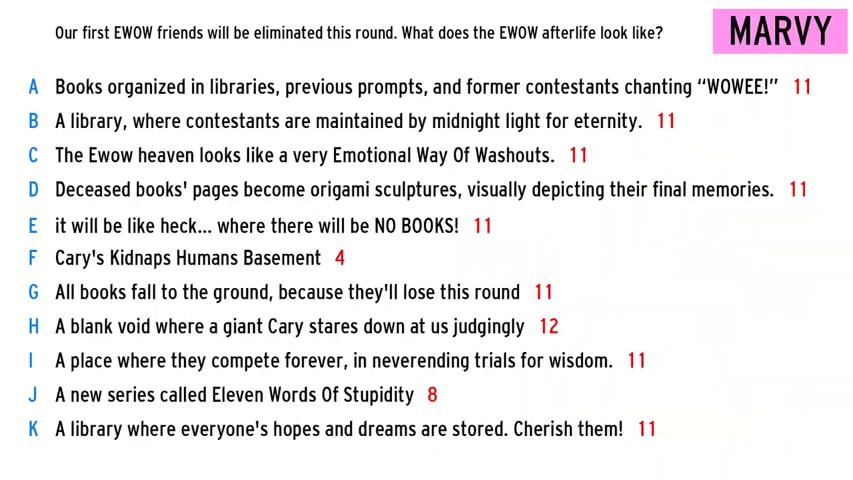 Our first EWOW friends will be eliminated this round. What does the EWOW afterlife look like?
MARVY
A Books organized in libraries, previous prompts, and former contestants chanting “WOWEE!” 11
B A library, where contestants are maintained by midnight light for eternity. 11
C The Ewow heaven looks like a very Emotional Way Of Washouts. 11
D Deceased books' pages become origami sculptures, visually depicting their final memories. 11
E it will be like heck... where there will be NO BOOKS! 11
F Cary's Kidnaps Humans Basement 4
G All books fall to the ground, because they'll lose this round 11
H A blank void where a giant Cary stares down at us judgingly 12
I A place where they compete forever, in neverending trials for wisdom. 11
J A new series called Eleven Words Of Stupidity 8
K A library where everyone's hopes and dreams are stored. Cherish them! 11